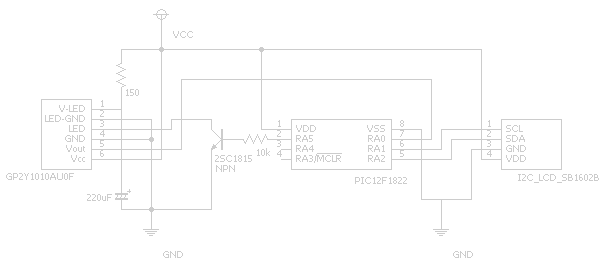 VCC
150
V-LED 1
LED-GND 2
LED 3
GND 4
Vout 5
Vcc 6
GP2Y1010AU0F
220uF +
2SC1815
NPN
10k
1 VDD VSS 8
2 RA5 RA0 7
3 RA4 RA1 6
4 RA3/MCLR RA2 5
PIC12F1822
1 SCL
2 SDA
3 GND
4 VDD
I2C_LCD_SB1602B
GND
GND